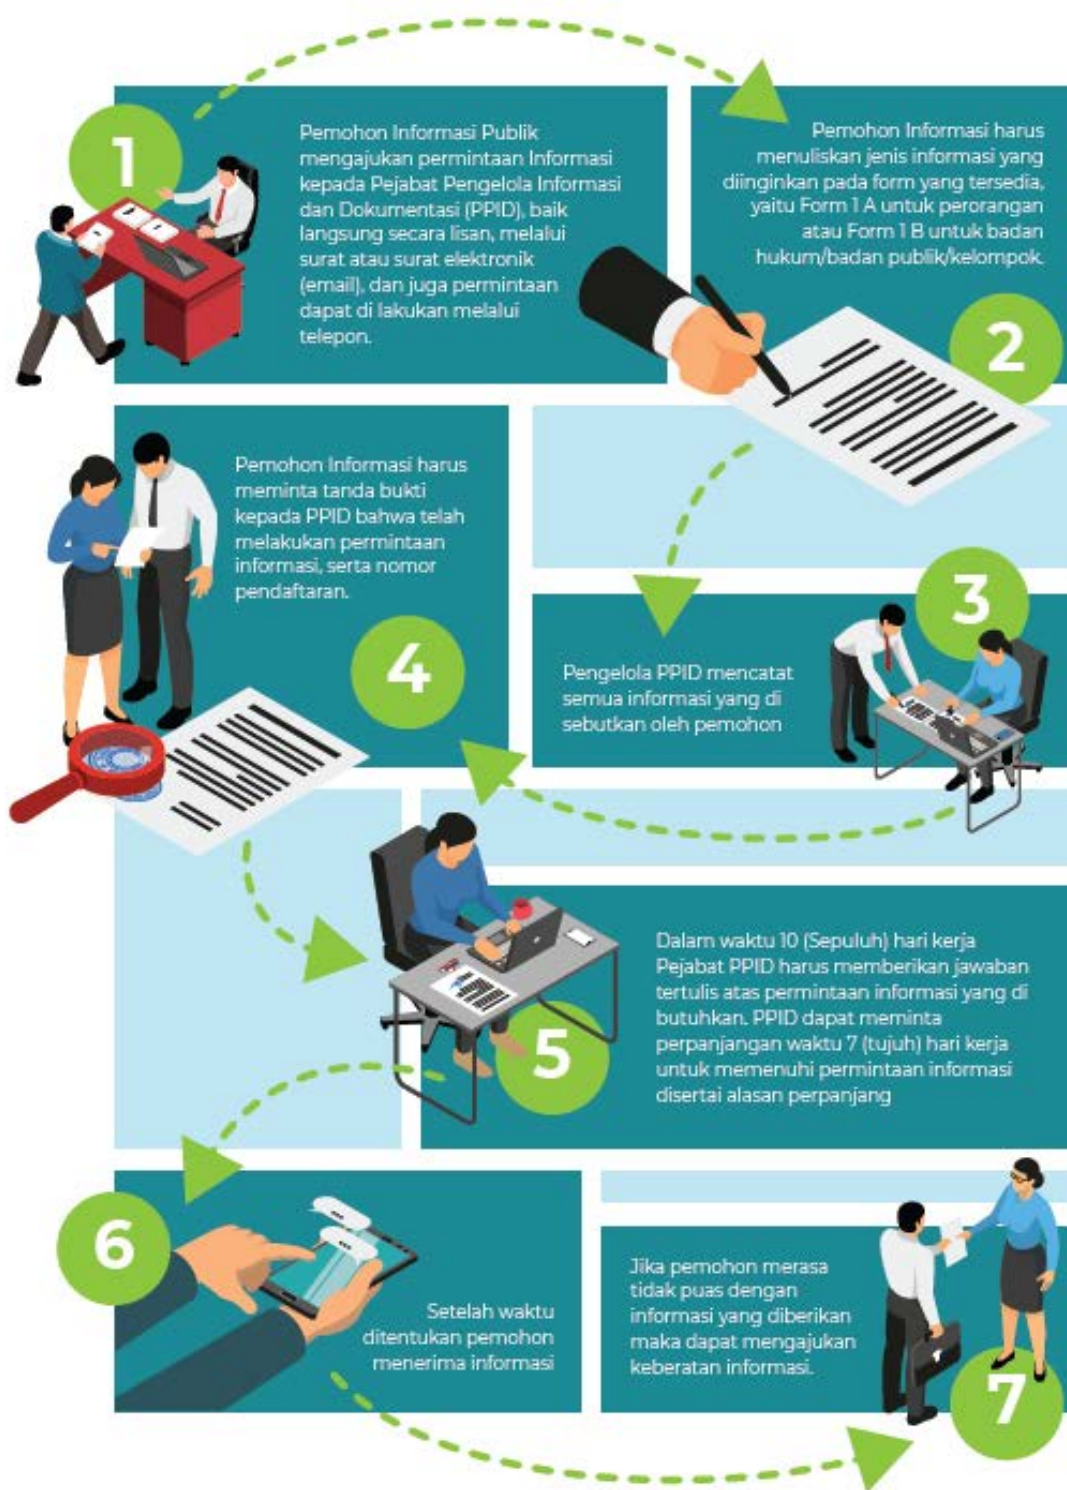 1
Pemohon Informasi Publik
mengajukan permintaan Informasi
kepada Pejabat Pengelola Informasi
dan Dokumentasi (PPID), baik
langsung secara lisan, melalui
surat atau surat elektronik
(email), dan juga permintaan
dapat di lakukan melalui
telepon.
Pemohon Informasi harus
menuliskan jenis informasi yang
diinginkan pada form yang tersedia,
yaitu Form 1 A untuk perorangan
atau Form 1 B untuk badan
hukum/badan publik/kelompok.
2
3
Pengelola PPID mencatat
semua informasi yang di
sebutkan oleh pemohon
Pemohon Informasi harus
meminta tanda bukti
kepada PPID bahwa telah
melakukan permintaan
informasi, serta nomor
pendaftaran.
4
Dalam waktu 10 (Sepuluh) hari kerja
Pejabat PPID harus memberikan jawaban
tertulis atas permintaan informasi yang di
butuhkan. PPID dapat meminta
perpanjangan waktu 7 (tujuh) hari kerja
untuk memenuhi permintaan informasi
disertai alasan perpanjang
5
6
Setelah waktu
ditentukan pemohon
menerima informasi
Jika pemohon merasa
tidak puas dengan
informasi yang diberikan
maka dapat mengajukan
keberatan informasi.
7